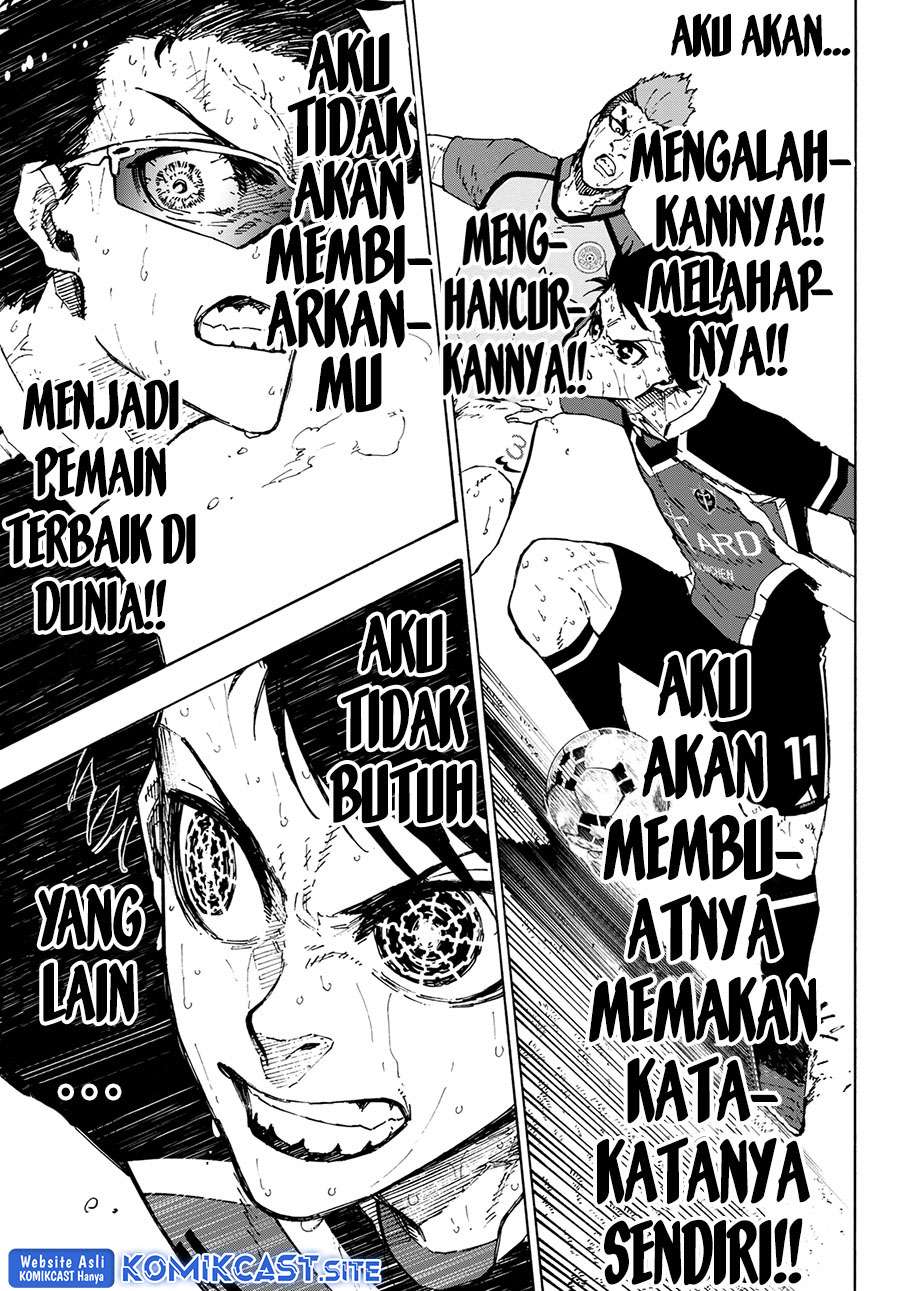 AKU AKAN...
MENGALAH-
KANNYA!!
MELAHAP-
NYA!!
MENG-
HANCUR-
KANNYA!!
AKU
AKAN
MEMBU-
ATNYA
MEMAKAN
KATA-
KATANYA
SENDIRI!!
ARD
11
AKU
TIDAK
AKAN
MEMBI-
ARKAN-
MU
MENJADI
PEMAIN
TERBAIK DI
DUNIA!!
AKU
TIDAK
BUTUH
YANG
LAIN
...
Website Asli
KOMIKCAST Hanya
KOMIKCAST.SITE